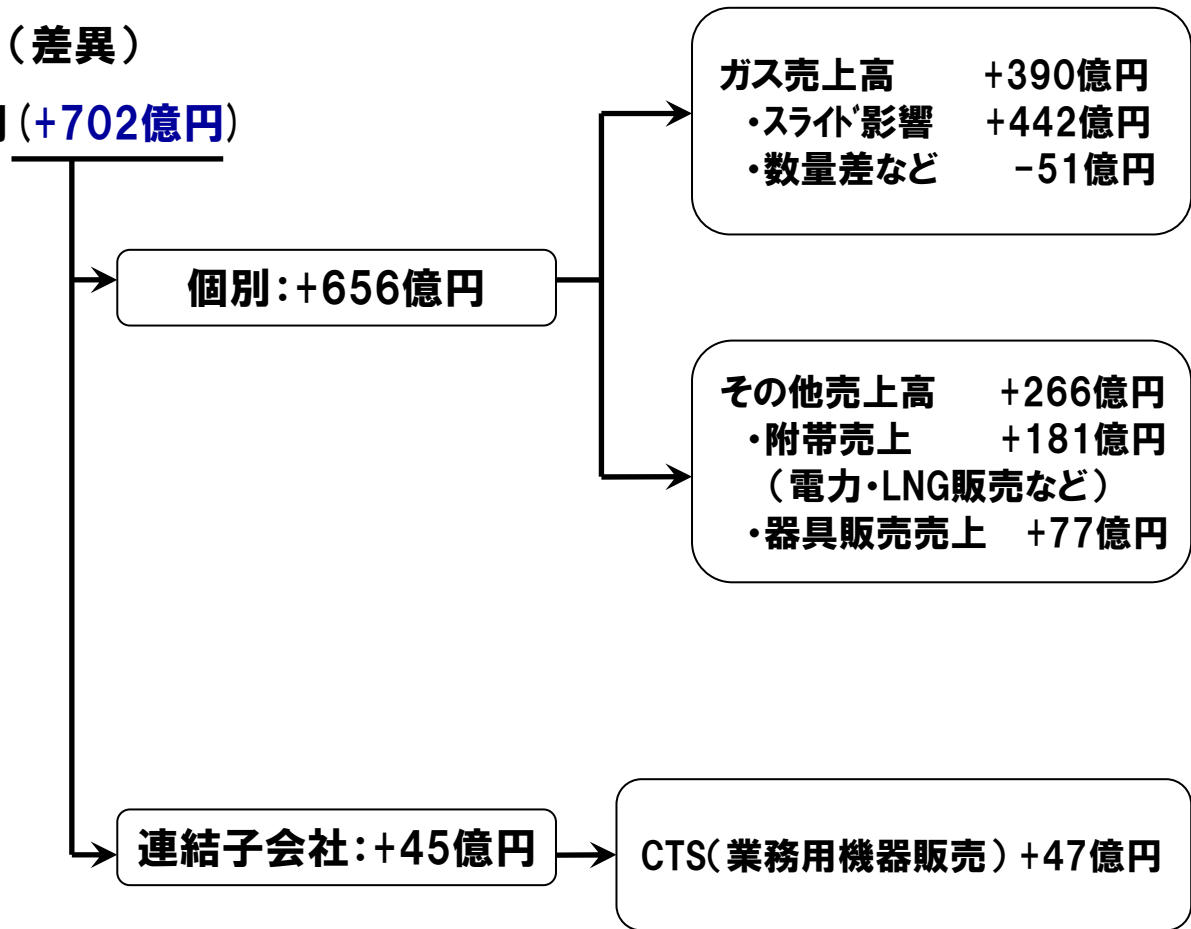 （差異）
(+702億円)
個別：+656億円
ガス売上高 +390億円
・スライド影響 +442億円
・数量差など -51億円
その他売上高 +266億円
・附帯売上 +181億円
（電力・LNG販売など）
・器具販売売上 +77億円
連結子会社：+45億円
CTS(業務用機器販売) +47億円